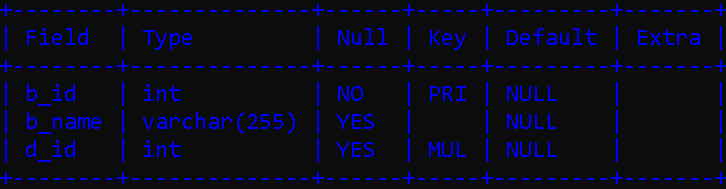 +--------+--------------+------+-----+---------+-------+
| Field  | Type         | Null | Key | Default | Extra |
+--------+--------------+------+-----+---------+-------+
| b_id   | int          | NO   | PRI | NULL    |       |
| b_name | varchar(255) | YES  |     | NULL    |       |
| d_id   | int          | YES  | MUL | NULL    |       |
+--------+--------------+------+-----+---------+-------+